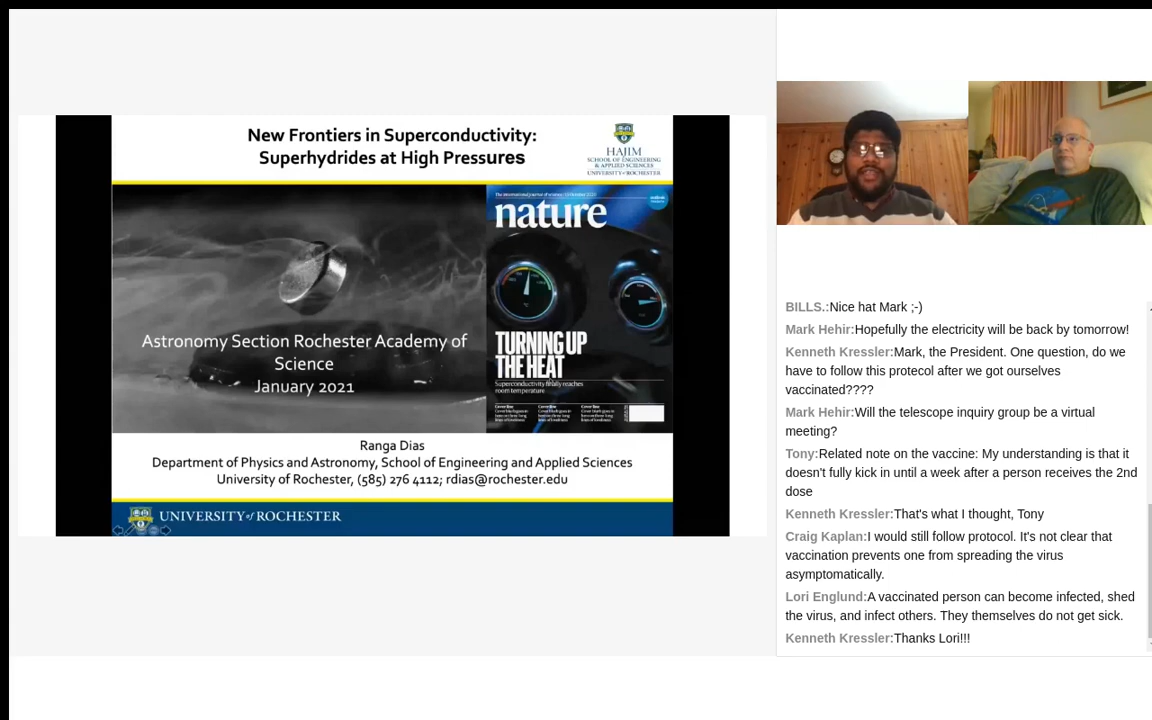 New Frontiers in Superconductivity:
Superhydrides at High Pressures
HAJIM
SCHOOL OF ENGINEERING
& APPLIED SCIENCES
UNIVERSITY of ROCHESTER
nature
TURNING UP
THE HEAT
Superconductivity finally reaches
room temperature
Astronomy Section Rochester Academy of
Science
January 2021
Ranga Dias
Department of Physics and Astronomy, School of Engineering and Applied Sciences
University of Rochester, (585) 276 4112; rdias@rochester.edu
UNIVERSITY of ROCHESTER
BILLS.:Nice hat Mark ;-)
Mark Hehir:Hopefully the electricity will be back by tomorrow!
Kenneth Kressler:Mark, the President. One question, do we
have to follow this protecol after we got ourselves
vaccinated????
Mark Hehir:Will the telescope inquiry group be a virtual
meeting?
Tony:Related note on the vaccine: My understanding is that it
doesn't fully kick in until a week after a person receives the 2nd
dose
Kenneth Kressler:That's what I thought, Tony
Craig Kaplan:I would still follow protocol. It's not clear that
vaccination prevents one from spreading the virus
asymptomatically.
Lori Englund:A vaccinated person can become infected, shed
the virus, and infect others. They themselves do not get sick.
Kenneth Kressler:Thanks Lori!!!